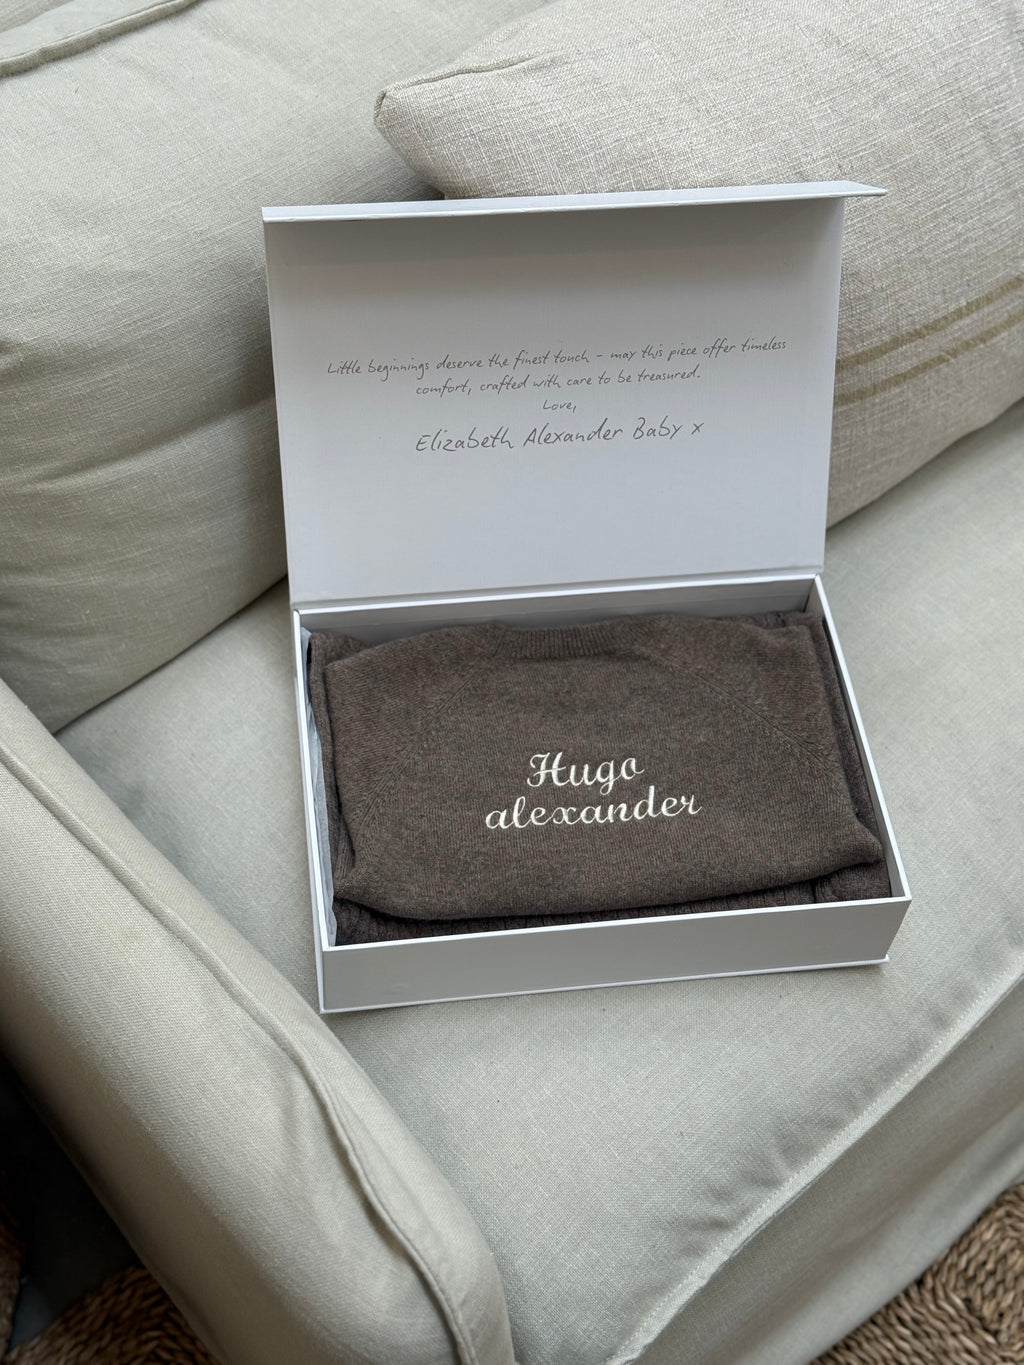 Little beginnings deserve the finest touch – may this piece offer timeless
comfort, crafted with care to be treasured.
Love,
Elizabeth Alexander Baby x
Hugo
alexander